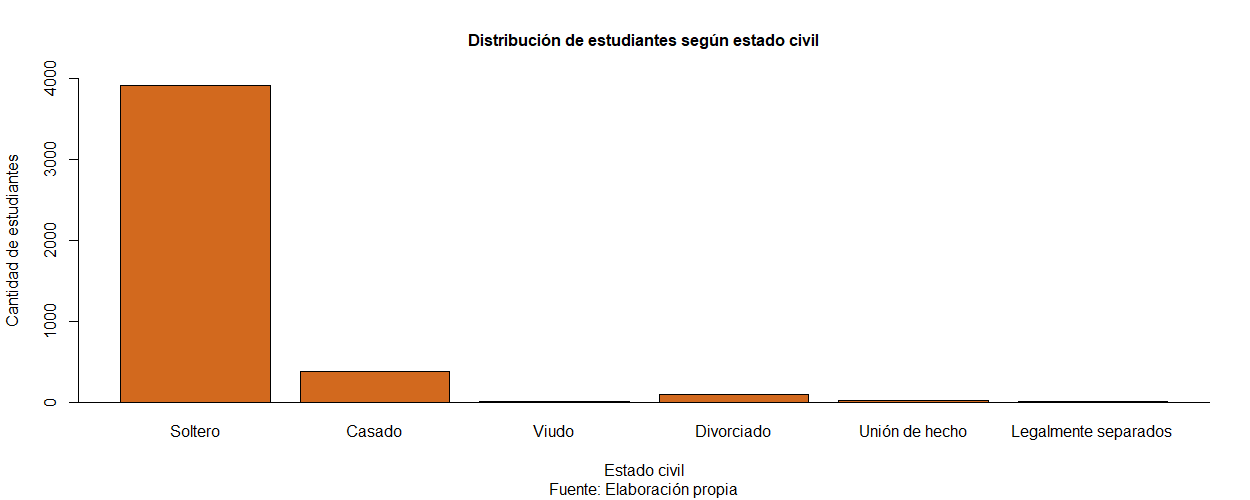 Distribución de estudiantes según estado civil
Cantidad de estudiantes
4000
3000
2000
1000
0
Soltero
Casado
Viudo
Divorciado
Unión de hecho
Legalmente separados
Estado civil
Fuente: Elaboración propia